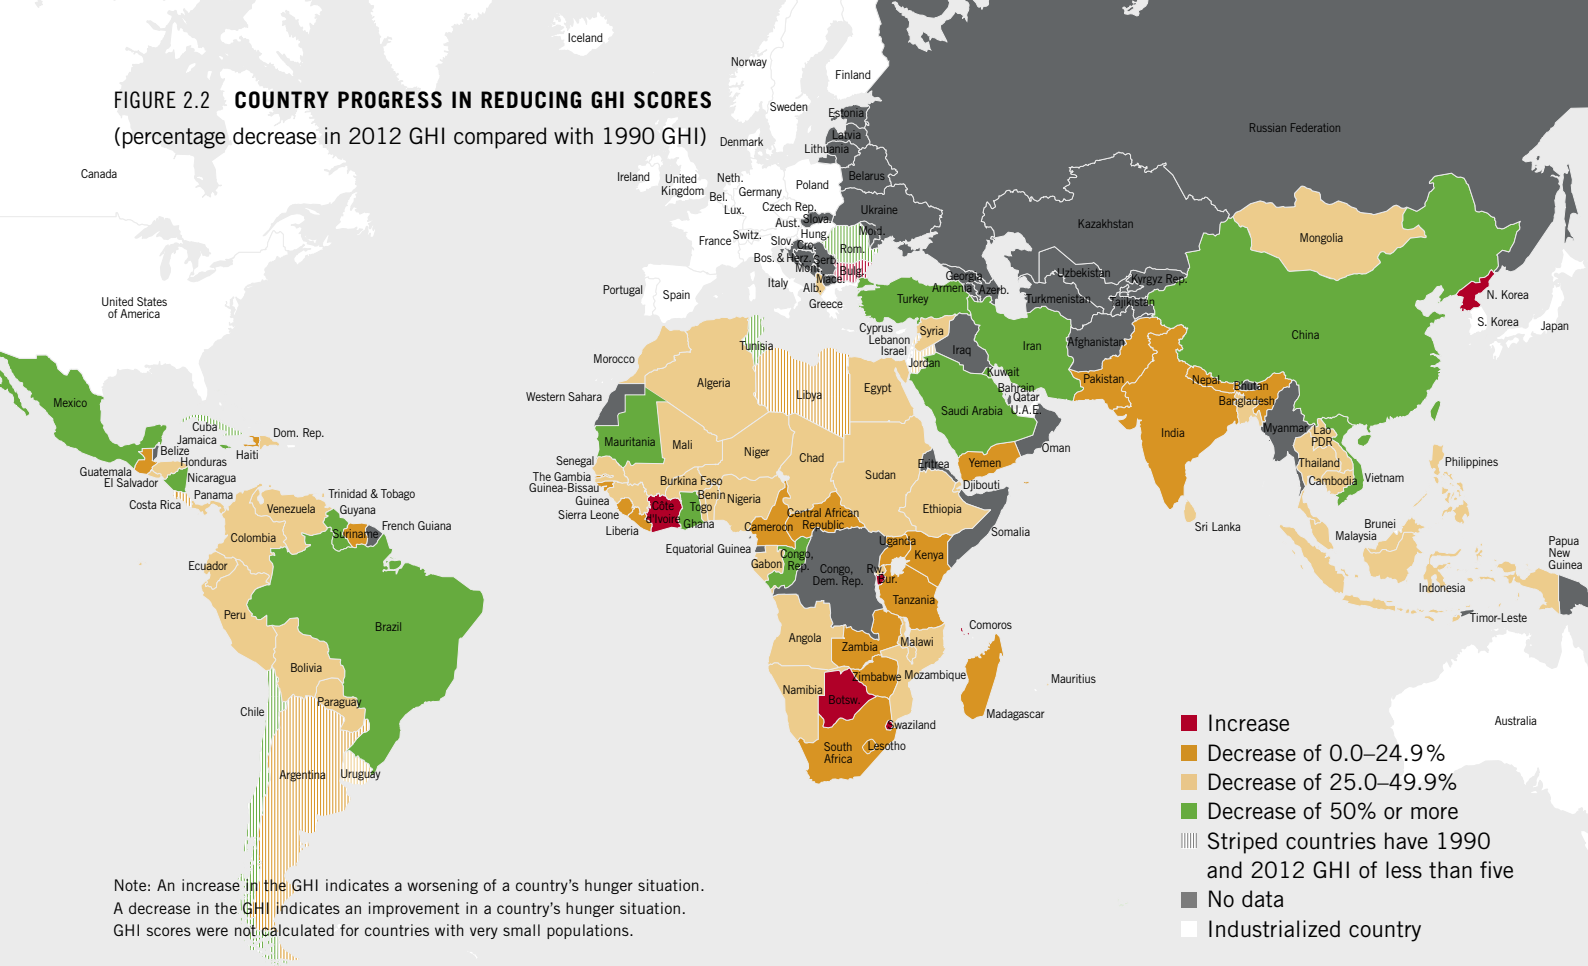 FIGURE 2.2 COUNTRY PROGRESS IN REDUCING GHI SCORES
(percentage decrease in 2012 GHI compared with 1990 GHI)
Iceland
Norway
Finland
Sweden
Denmark
Estonia
Latvia
Lithuania
Russian Federation
Canada
Ireland
United
Kingdom
Neth.
Bel.
Lux.
Germany
Poland
Belarus
Czech Rep.
Slova.
Ukraine
Aust.
France
Switz.
Slov.
Hung.
Cro.
Mold.
Rom.
Bos. & Herz.
Serb.
Mont.
Bulg.
Mace.
Alb.
Italy
Greece
Portugal
Spain
Kazakhstan
Mongolia
Georgia
Armenia
Azerb.
Uzbekistan
Kyrgyz Rep.
Turkmenistan
Tajikistan
Turkey
N. Korea
S. Korea
Japan
China
United States
of America
Cyprus
Lebanon
Israel
Syria
Jordan
Iraq
Iran
Afghanistan
Kuwait
Bahrain
Qatar
U.A.E.
Saudi Arabia
Oman
Yemen
Pakistan
Nepal
Bhutan
Bangladesh
India
Myanmar
Lao
PDR
Thailand
Cambodia
Vietnam
Philippines
Sri Lanka
Brunei
Malaysia
Indonesia
Timor-Leste
Papua
New
Guinea
Australia
Morocco
Tunisia
Algeria
Libya
Egypt
Western Sahara
Mauritania
Mali
Niger
Chad
Sudan
Eritrea
Djibouti
Ethiopia
Somalia
Senegal
The Gambia
Guinea-Bissau
Guinea
Sierra Leone
Liberia
Burkina Faso
Côte
d'Ivoire
Ghana
Togo
Benin
Nigeria
Cameroon
Central African
Republic
Equatorial Guinea
Gabon
Congo,
Rep.
Congo,
Dem. Rep.
Uganda
Kenya
Rw.
Bur.
Tanzania
Comoros
Angola
Zambia
Malawi
Namibia
Zimbabwe
Mozambique
Botsw.
Mauritius
Madagascar
Swaziland
South
Africa
Lesotho
Mexico
Cuba
Jamaica
Belize
Haiti
Dom. Rep.
Honduras
Guatemala
El Salvador
Nicaragua
Costa Rica
Panama
Trinidad & Tobago
Venezuela
Guyana
French Guiana
Suriname
Colombia
Ecuador
Peru
Brazil
Bolivia
Paraguay
Chile
Argentina
Uruguay
Increase
Decrease of 0.0–24.9%
Decrease of 25.0–49.9%
Decrease of 50% or more
Striped countries have 1990
and 2012 GHI of less than five
No data
Industrialized country
Note: An increase in the GHI indicates a worsening of a country's hunger situation.
A decrease in the GHI indicates an improvement in a country's hunger situation.
GHI scores were not calculated for countries with very small populations.